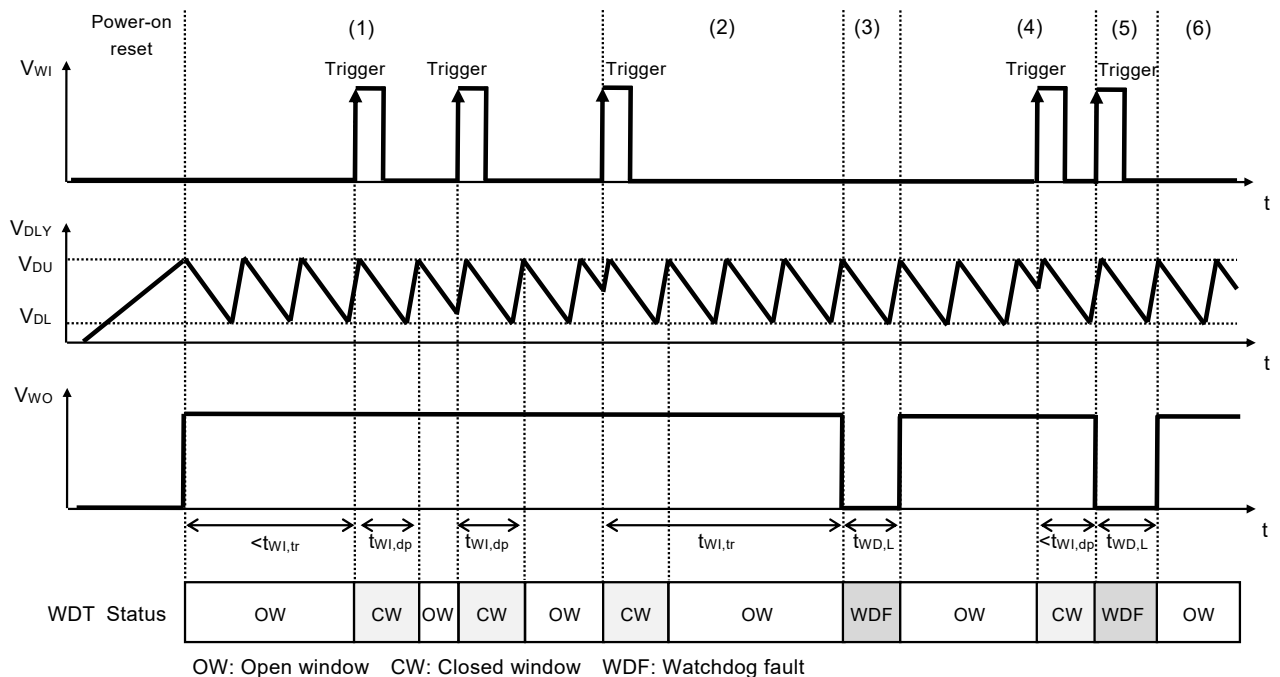 Power-on
reset
(1) (2) (3) (4) (5) (6)
VWI
Trigger Trigger Trigger Trigger Trigger
t
VDLY
VDU
VDL
t
VWO
t
<tWI,tr tWI,dp tWI,dp tWI,tr tWD,L <tWI,dp tWD,L
WDT Status OW CW OW CW OW CW OW WDF OW CW WDF OW
OW: Open window CW: Closed window WDF: Watchdog fault